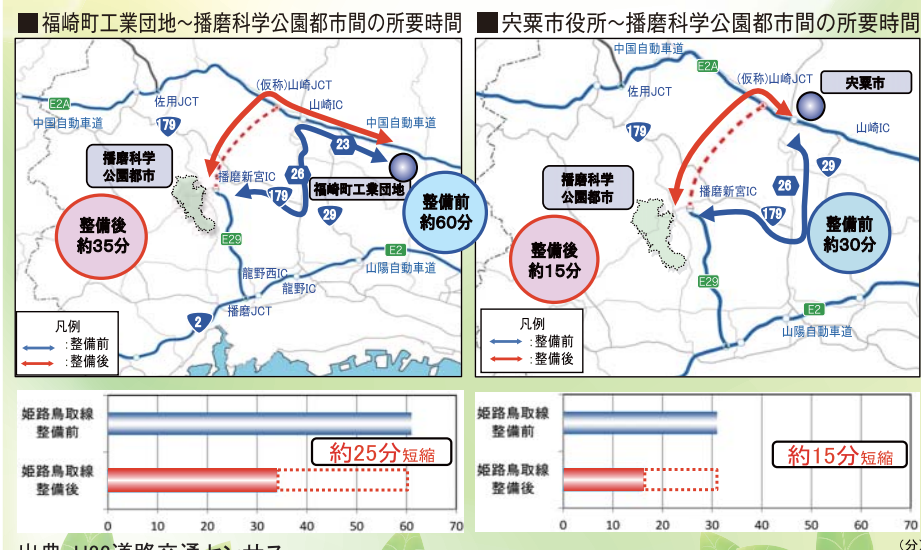 ■福崎町工業団地~播磨科学公園都市間の所要時間
中国自動車道
E2A
佐用JCT
(仮称)山崎JCT
山崎IC
中国自動車道
179
23
播磨科学
公園都市
26
播磨新宮IC
179
福崎町工業団地
29
整備後
約35分
整備前
約60分
E29
E2
龍野西IC
山陽自動車道
龍野IC
播磨JCT
2
凡例
:整備前
:整備後
■宍粟市役所~播磨科学公園都市間の所要時間
中国自動車道
E2A
(仮称)山崎JCT
宍粟市
佐用JCT
山崎IC
179
29
播磨科学
公園都市
26
播磨新宮IC
179
整備前
約30分
整備後
約15分
E29
E2
山陽自動車道
凡例
:整備前
:整備後
姫路鳥取線
整備前
約25分短縮
姫路鳥取線
整備後
0 10 20 30 40 50 60 70
姫路鳥取線
整備前
約15分短縮
姫路鳥取線
整備後
0 10 20 30 40 50 60 70
(分